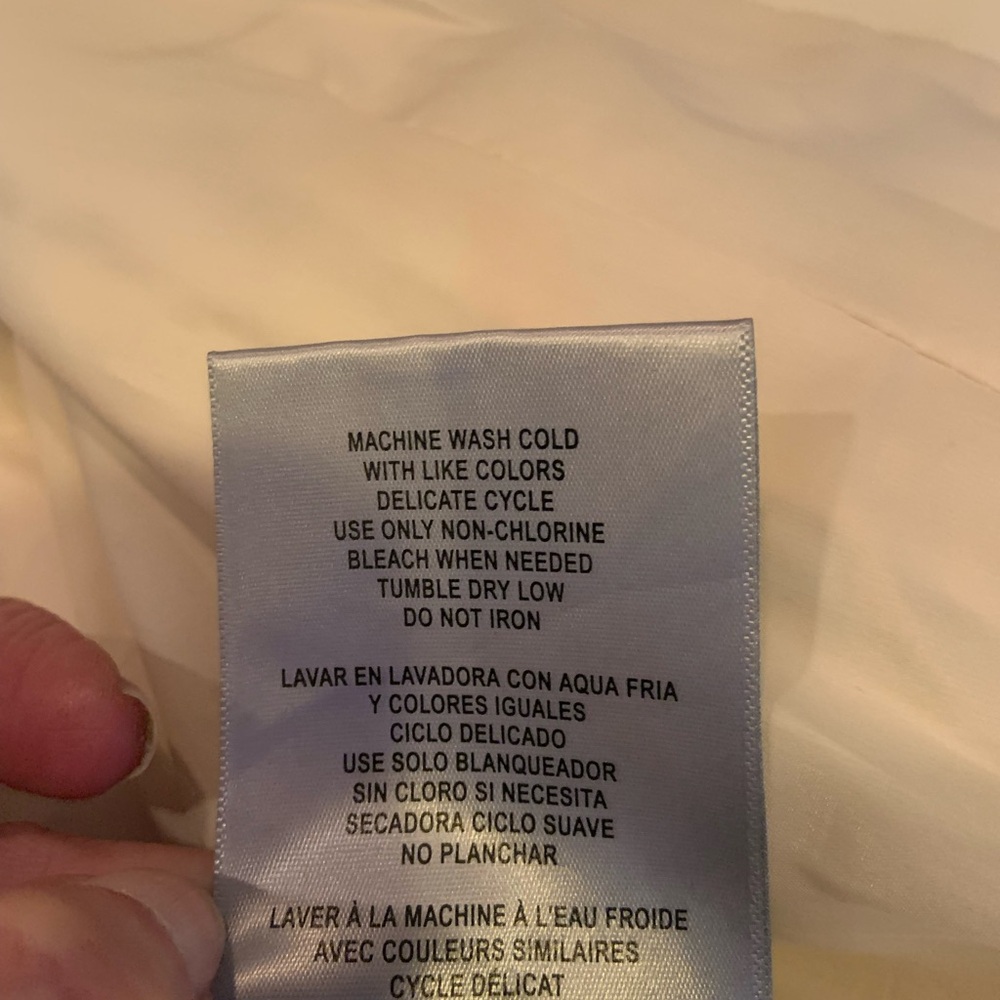 MACHINE WASH COLD
WITH LIKE COLORS
DELICATE CYCLE
USE ONLY NON-CHLORINE
BLEACH WHEN NEEDED
TUMBLE DRY LOW
DO NOT IRON
LAVAR EN LAVADORA CON AQUA FRIA
Y COLORES IGUALES
CICLO DELICADO
USE SOLO BLANQUEADOR
SIN CLORO SI NECESITA
SECADORA CICLO SUAVE
NO PLANCHAR
LAVER À LA MACHINE À L'EAU FROIDE
AVEC COULEURS SIMILAIRES
CYCLE DÉLICAT